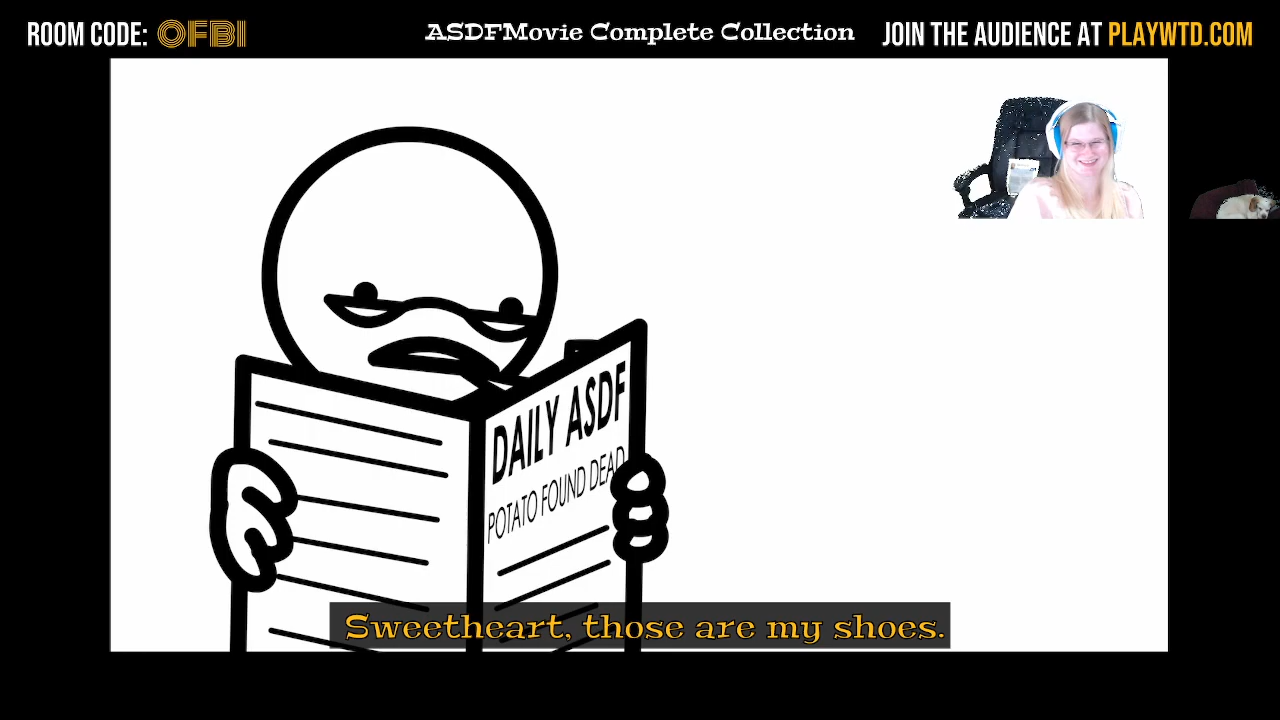 ROOM CODE: OFBI
ASDFMovie Complete Collection
JOIN THE AUDIENCE AT PLAYWTD.COM
DAILY ASDF
POTATO FOUND DEAD
Sweetheart, those are my shoes.